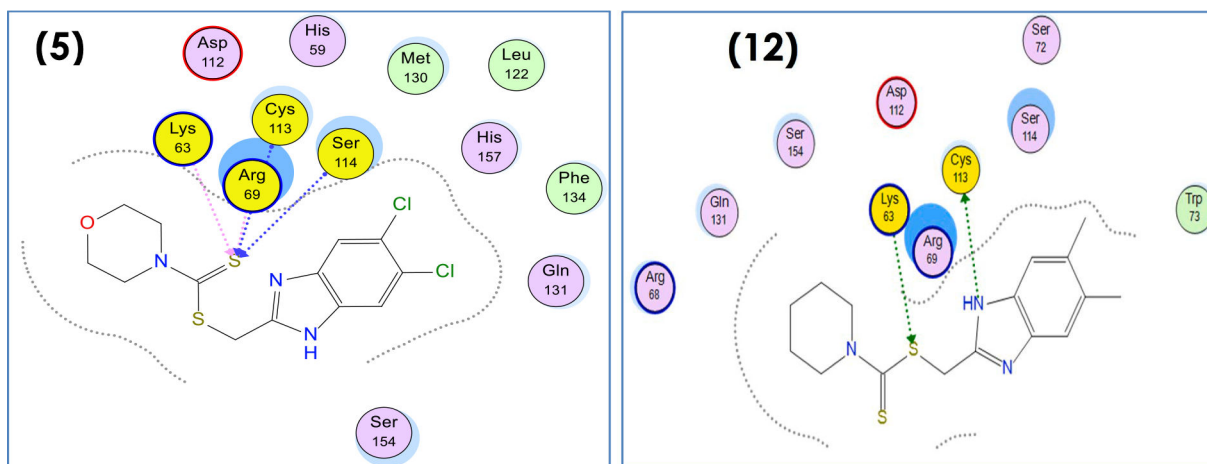 (5)
Asp
112
His
59
Met
130
Leu
122
Lys
63
Cys
113
Ser
114
Arg
69
His
157
Phe
134
Gln
131
Ser
154
O
N
S
S
N
N
H
Cl
Cl
(12)
Ser
72
Asp
112
Ser
114
Ser
154
Cys
113
Gln
131
Lys
63
Arg
69
Trp
73
Arg
68
HN
N
S
N
S